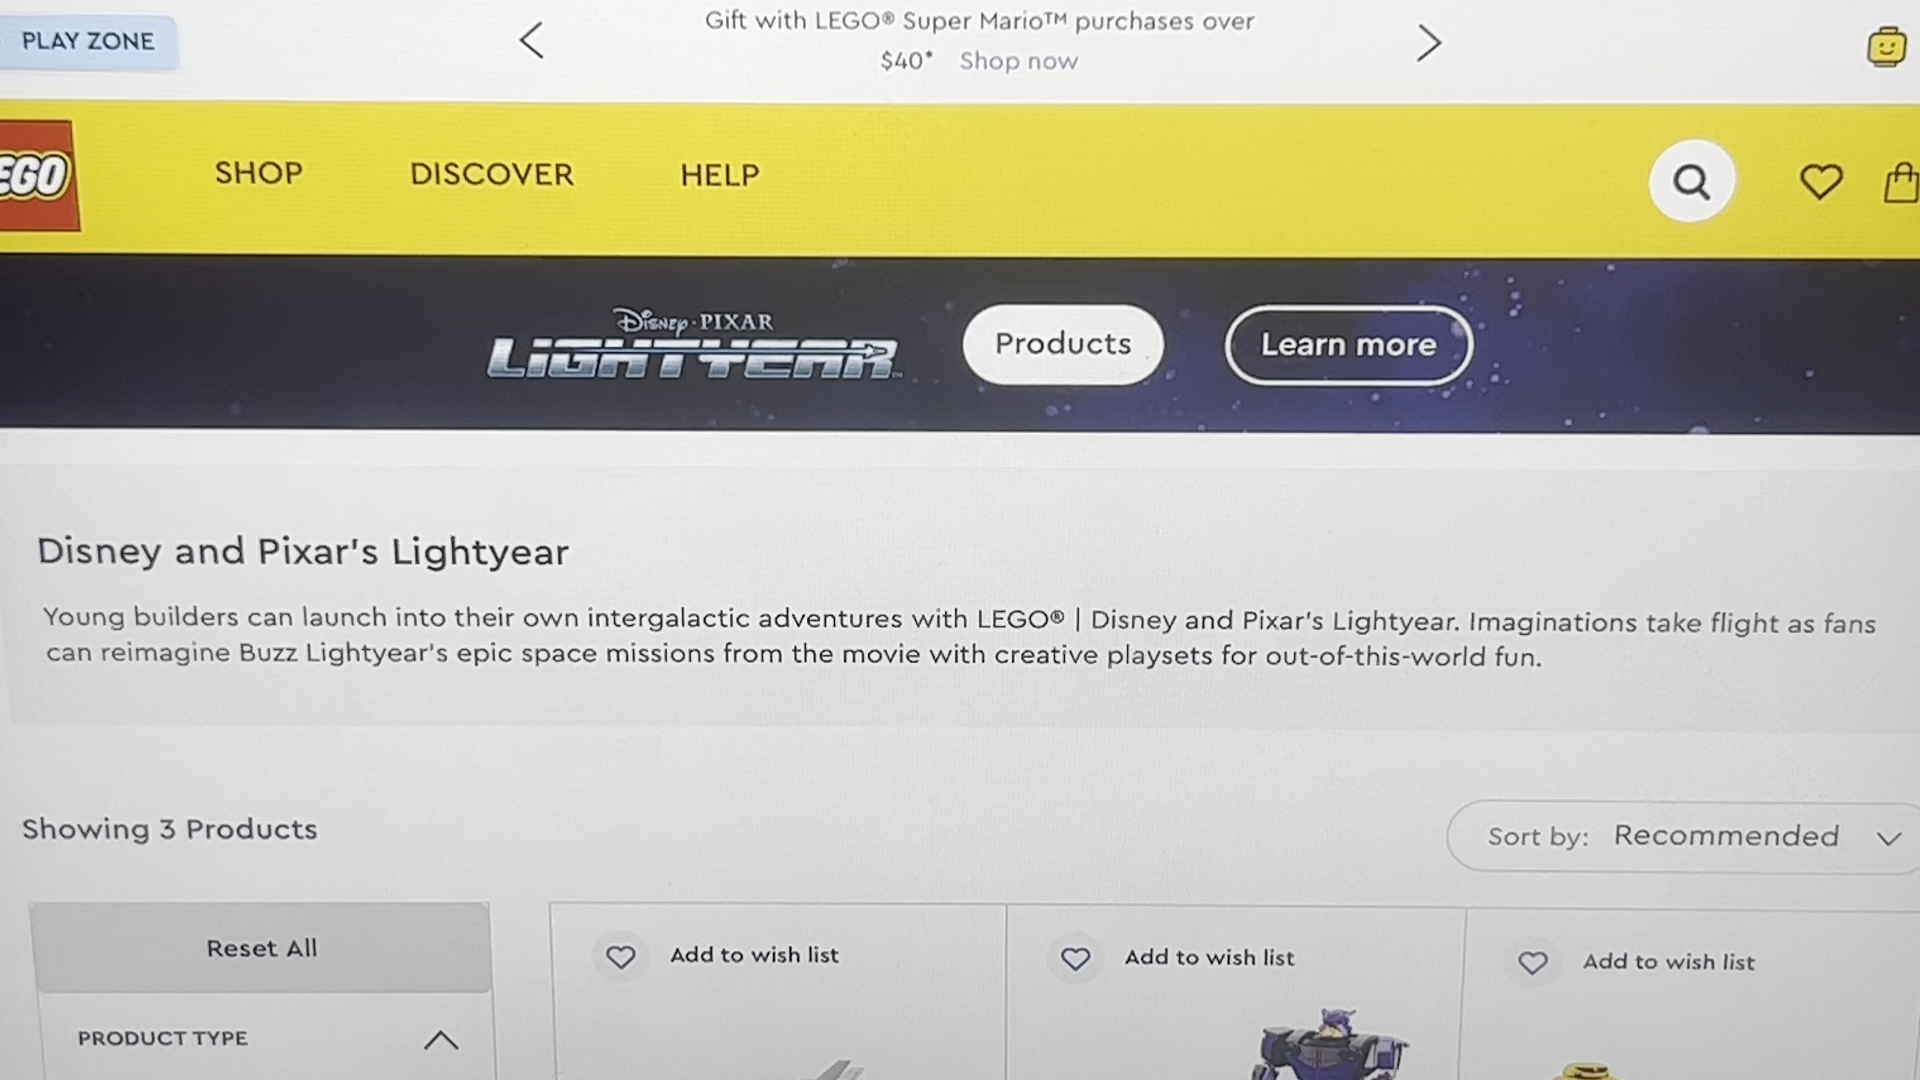 PLAY ZONE
Gift with LEGO® Super Mario™ purchases over
$40* Shop now
EGO
SHOP DISCOVER HELP
Disney · PIXAR
LIGHTYEAR
Products
Learn more
Disney and Pixar's Lightyear
Young builders can launch into their own intergalactic adventures with LEGO® | Disney and Pixar's Lightyear. Imaginations take flight as fans
can reimagine Buzz Lightyear's epic space missions from the movie with creative playsets for out-of-this-world fun.
Showing 3 Products
Sort by: Recommended
Reset All
Add to wish list
Add to wish list
Add to wish list
PRODUCT TYPE